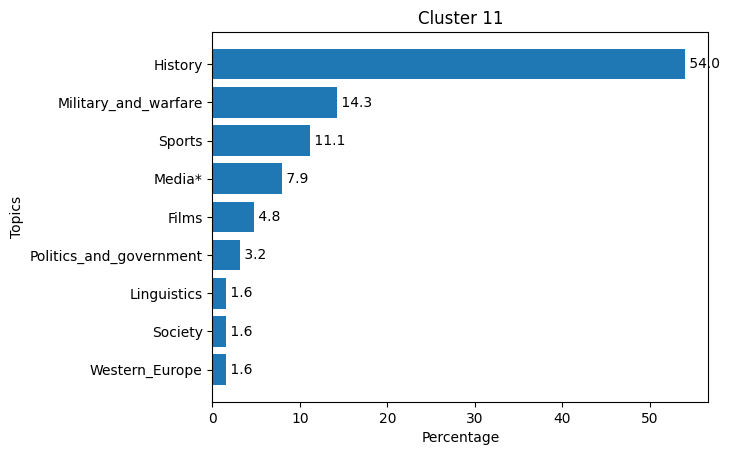 Cluster 11
History 54.0
Military_and_warfare 14.3
Sports 11.1
Media* 7.9
Films 4.8
Politics_and_government 3.2
Linguistics 1.6
Society 1.6
Western_Europe 1.6
0 10 20 30 40 50
Percentage
Topics